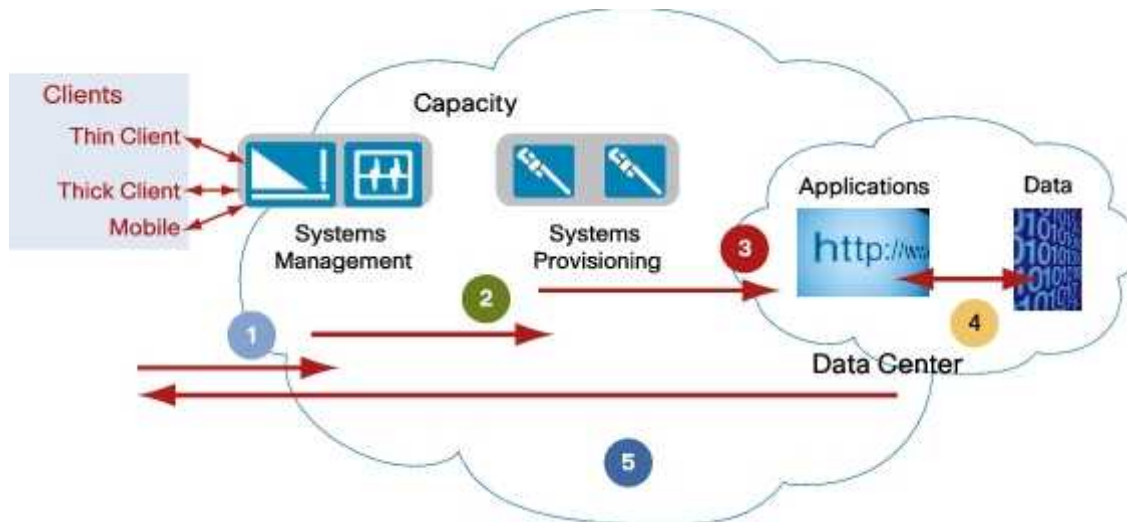 Clients
Thin Client
Thick Client
Mobile
Capacity
Systems
Management
Systems
Provisioning
Applications
Data
http://ww
1
2
3
4
5
Data Center